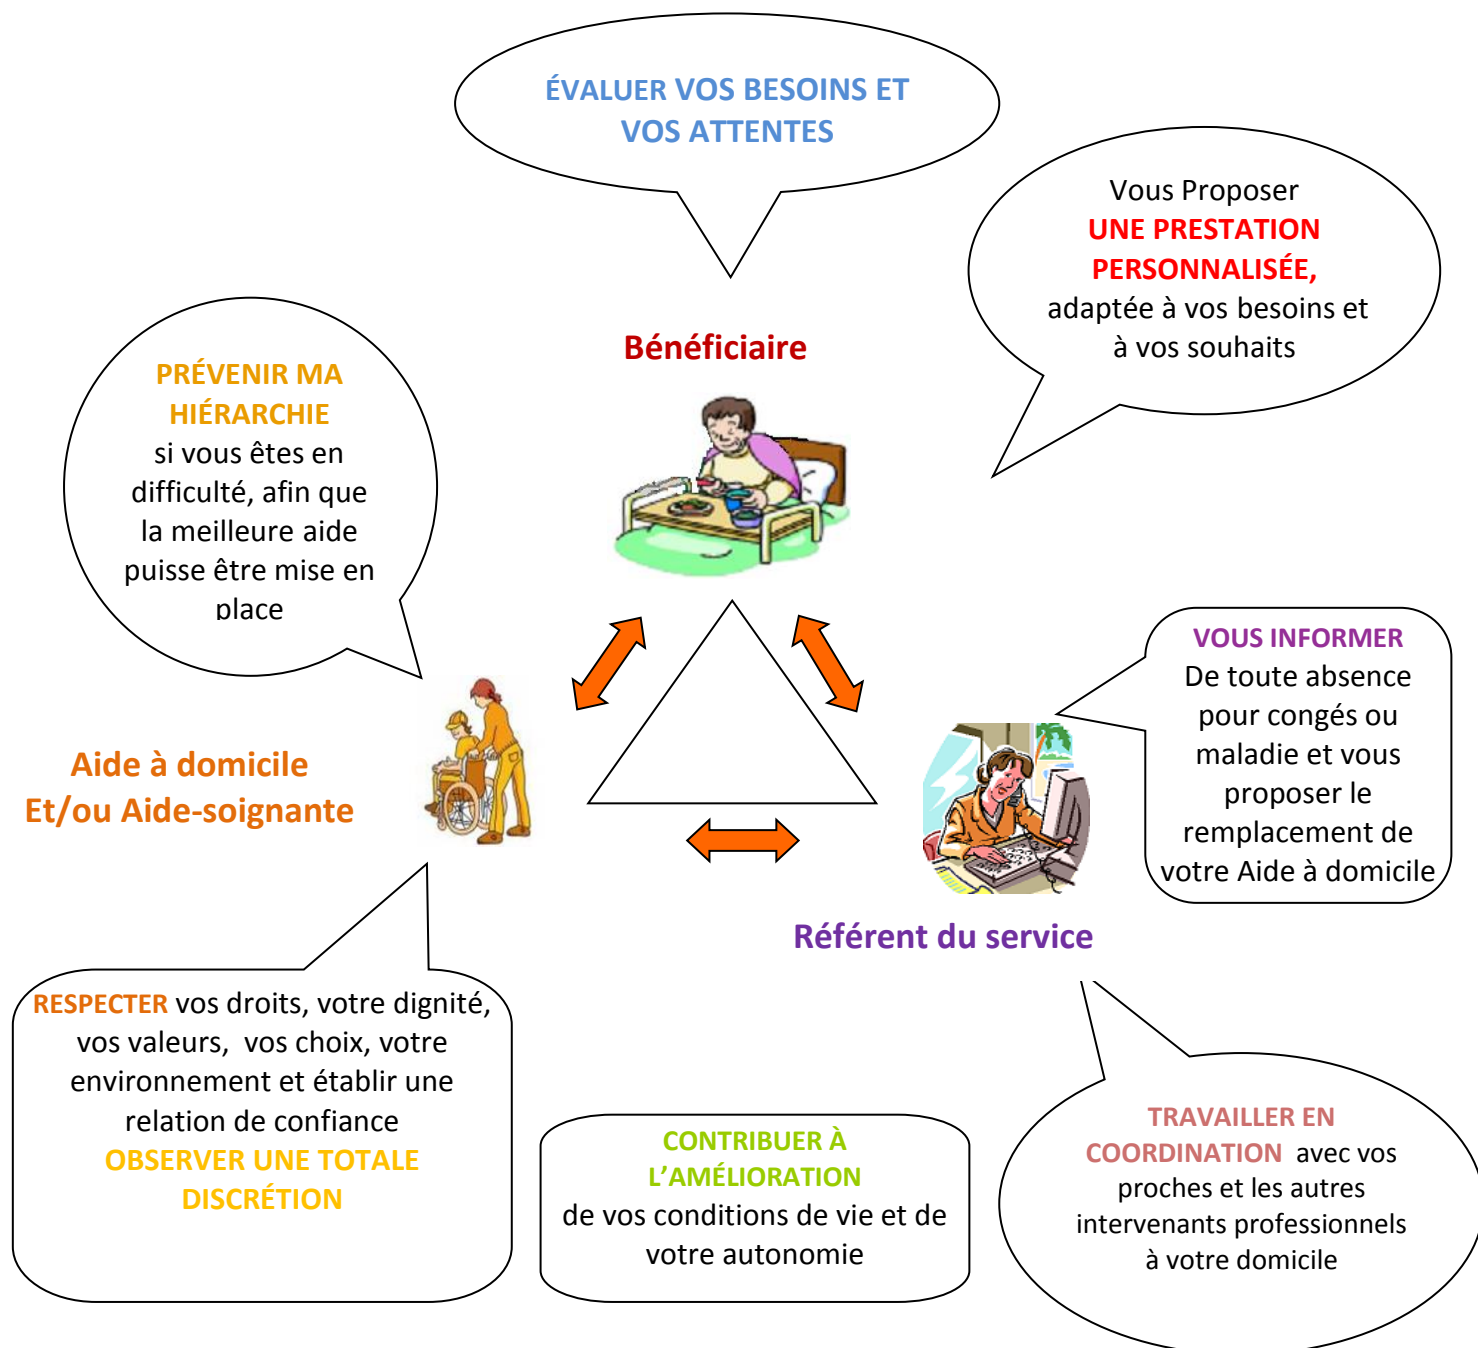 ÉVALUER VOS BESOINS ET
VOS ATTENTES
Vous Proposer
UNE PRESTATION
PERSONNALISÉE,
adaptée à vos besoins et
à vos souhaits
Bénéficiaire
PRÉVENIR MA
HIÉRARCHIE
si vous êtes en
difficulté, afin que
la meilleure aide
puisse être mise en
place
VOUS INFORMER
De toute absence
pour congés ou
maladie et vous
proposer le
remplacement de
votre Aide à domicile
Aide à domicile
Et/ou Aide-soignante
Référent du service
RESPECTER vos droits, votre dignité,
vos valeurs, vos choix, votre
environnement et établir une
relation de confiance
OBSERVER UNE TOTALE
DISCRÉTION
CONTRIBUER À
L’AMÉLIORATION
de vos conditions de vie et de
votre autonomie
TRAVAILLER EN
COORDINATION avec vos
proches et les autres
intervenants professionnels
à votre domicile